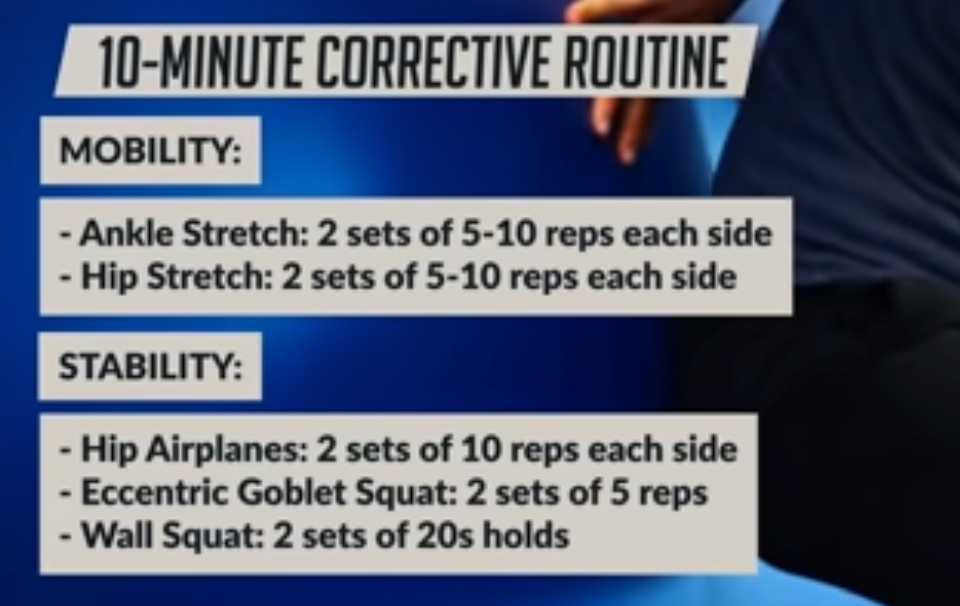 10-MINUTE CORRECTIVE ROUTINE
MOBILITY:
- Ankle Stretch: 2 sets of 5-10 reps each side
- Hip Stretch: 2 sets of 5-10 reps each side
STABILITY:
- Hip Airplanes: 2 sets of 10 reps each side
- Eccentric Goblet Squat: 2 sets of 5 reps
- Wall Squat: 2 sets of 20s holds